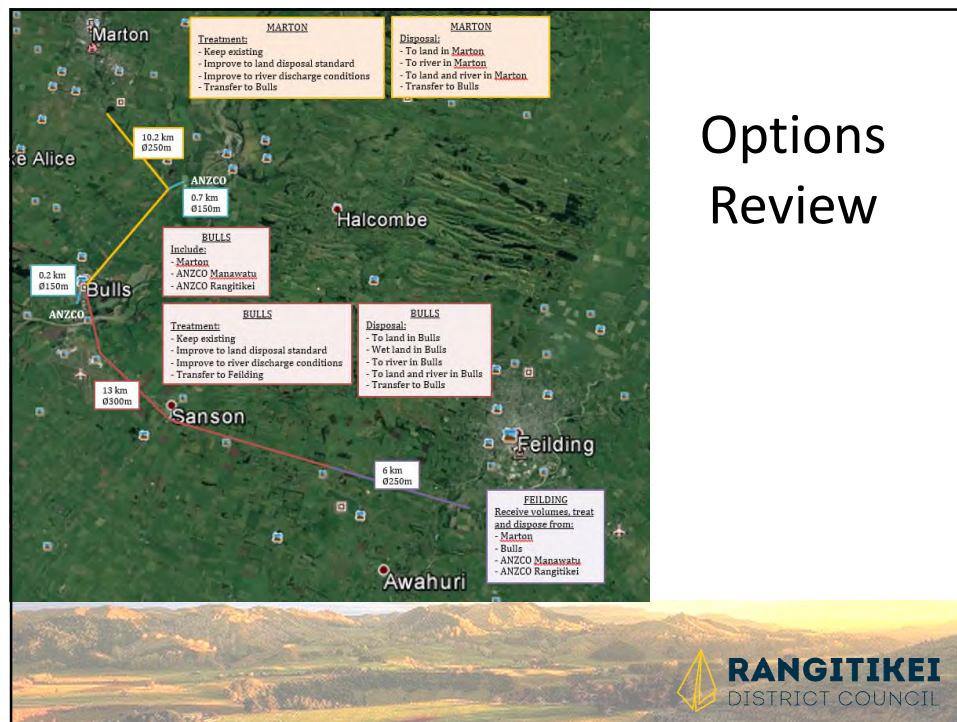 Options
Review
Marton
MARTON
Treatment:
- Keep existing
- Improve to land disposal standard
- Improve to river discharge conditions
- Transfer to Bulls
MARTON
Disposal:
- To land in Marton
- To river in Marton
- To land and river in Marton
- Transfer to Bulls
10.2 km
Ø250m
ke Alice
ANZCO
0.7 km
Ø150m
Halcombe
BULLS
Include:
- Marton
- ANZCO Manawatu
- ANZCO Rangitikei
0.2 km
Ø150m
Bulls
ANZCO
BULLS
Treatment:
- Keep existing
- Improve to land disposal standard
- Improve to river discharge conditions
- Transfer to Feilding
BULLS
Disposal:
- To land in Bulls
- Wet land in Bulls
- To river in Bulls
- To land and river in Bulls
- Transfer to Bulls
13 km
Ø300m
Sanson
Feilding
6 km
Ø250m
FEILDING
Receive volumes, treat
and dispose from:
- Marton
- Bulls
- ANZCO Manawatu
- ANZCO Rangitikei
Awahuri
RANGITIKEI
DISTRICT COUNCIL